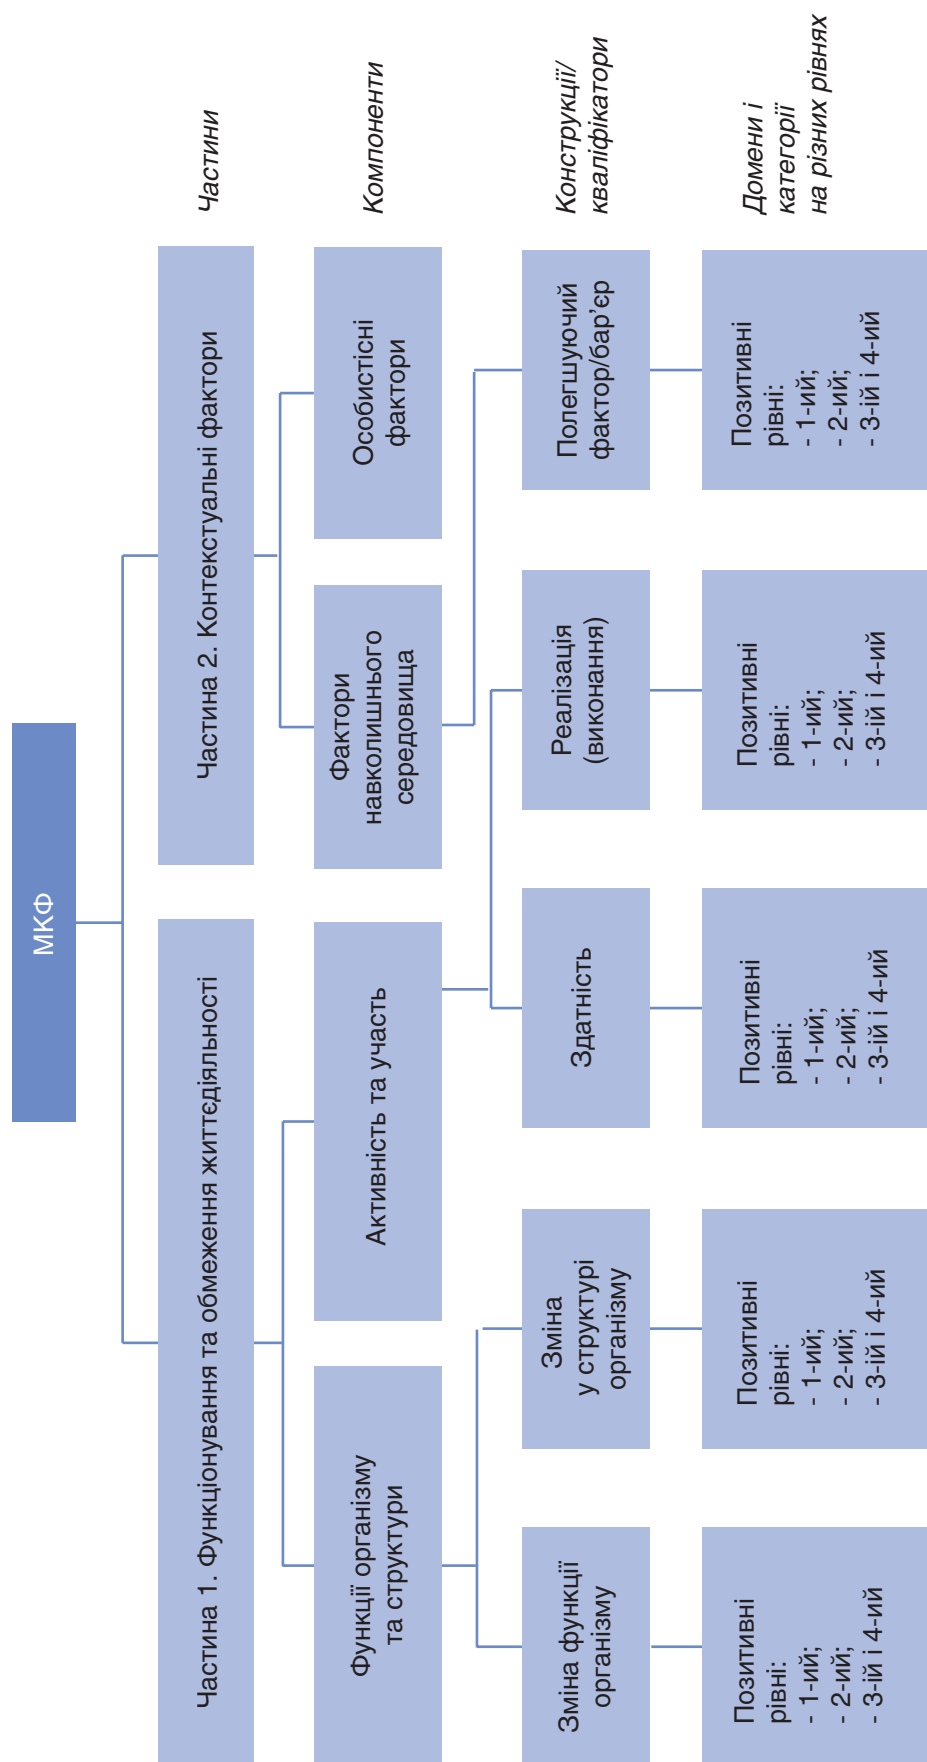 МКФ
Частина 1. Функціонування та обмеження життєдіяльності
Частина 2. Контекстуальні фактори
Частини
Функції організму
та структури
Активність та участь
Фактори
навколишнього
середовища
Особистісні
фактори
Компоненти
Зміна функції
організму
Зміна
у структурі
організму
Здатність
Реалізація
(виконання)
Полегшуючий
фактор/бар’єр
Конструкції/
кваліфікатори
Позитивні
рівні:
- 1-ий;
- 2-ий;
- 3-ій і 4-ий
Позитивні
рівні:
- 1-ий;
- 2-ий;
- 3-ій і 4-ий
Позитивні
рівні:
- 1-ий;
- 2-ий;
- 3-ій і 4-ий
Позитивні
рівні:
- 1-ий;
- 2-ий;
- 3-ій і 4-ий
Позитивні
рівні:
- 1-ий;
- 2-ий;
- 3-ій і 4-ий
Домени і
категорії
на різних рівнях